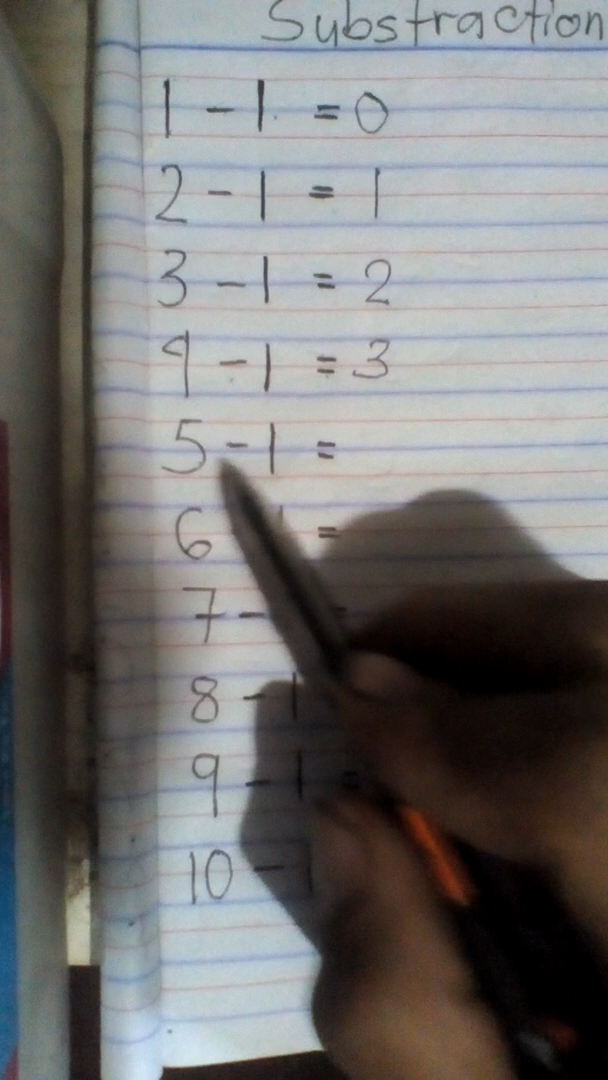 Substraction
1 - 1 = 0
2 - 1 = 1
3 - 1 = 2
4 - 1 = 3
5 - 1 =
6 =
7 -
8 - 1
9 - 1 =
10 - 1